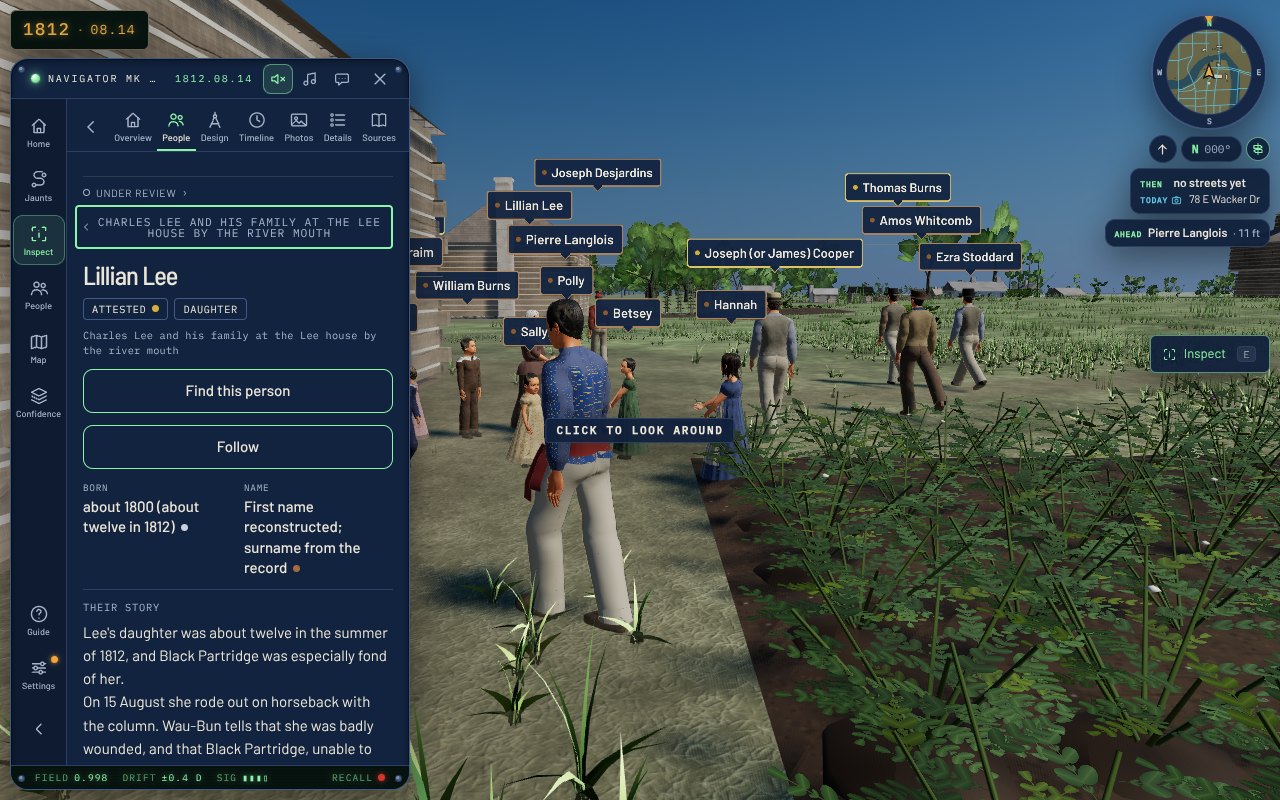 1812 · 08.14
NAVIGATOR MK …
1812.08.14
Home
Jaunts
Inspect
People
Map
Confidence
Guide
Settings
Overview
People
Design
Timeline
Photos
Details
Sources
UNDER REVIEW ›
‹ CHARLES LEE AND HIS FAMILY AT THE LEE
HOUSE BY THE RIVER MOUTH
Lillian Lee
ATTESTED
DAUGHTER
Charles Lee and his family at the Lee house by
the river mouth
Find this person
Follow
BORN
about 1800 (about
twelve in 1812)
NAME
First name
reconstructed;
surname from the
record
THEIR STORY
Lee's daughter was about twelve in the summer
of 1812, and Black Partridge was especially fond
of her.
On 15 August she rode out on horseback with
the column. Wau-Bun tells that she was badly
wounded, and that Black Partridge, unable to
FIELD 0.998
DRIFT ±0.4 D
SIG
RECALL
Joseph Desjardins
Lillian Lee
Pierre Langlois
raim
William Burns
Polly
Betsey
Sally
Joseph (or James) Cooper
Hannah
Thomas Burns
Amos Whitcomb
Ezra Stoddard
CLICK TO LOOK AROUND
N
W
E
S
N 000°
THEN no streets yet
TODAY 78 E Wacker Dr
AHEAD Pierre Langlois · 11 ft
Inspect E